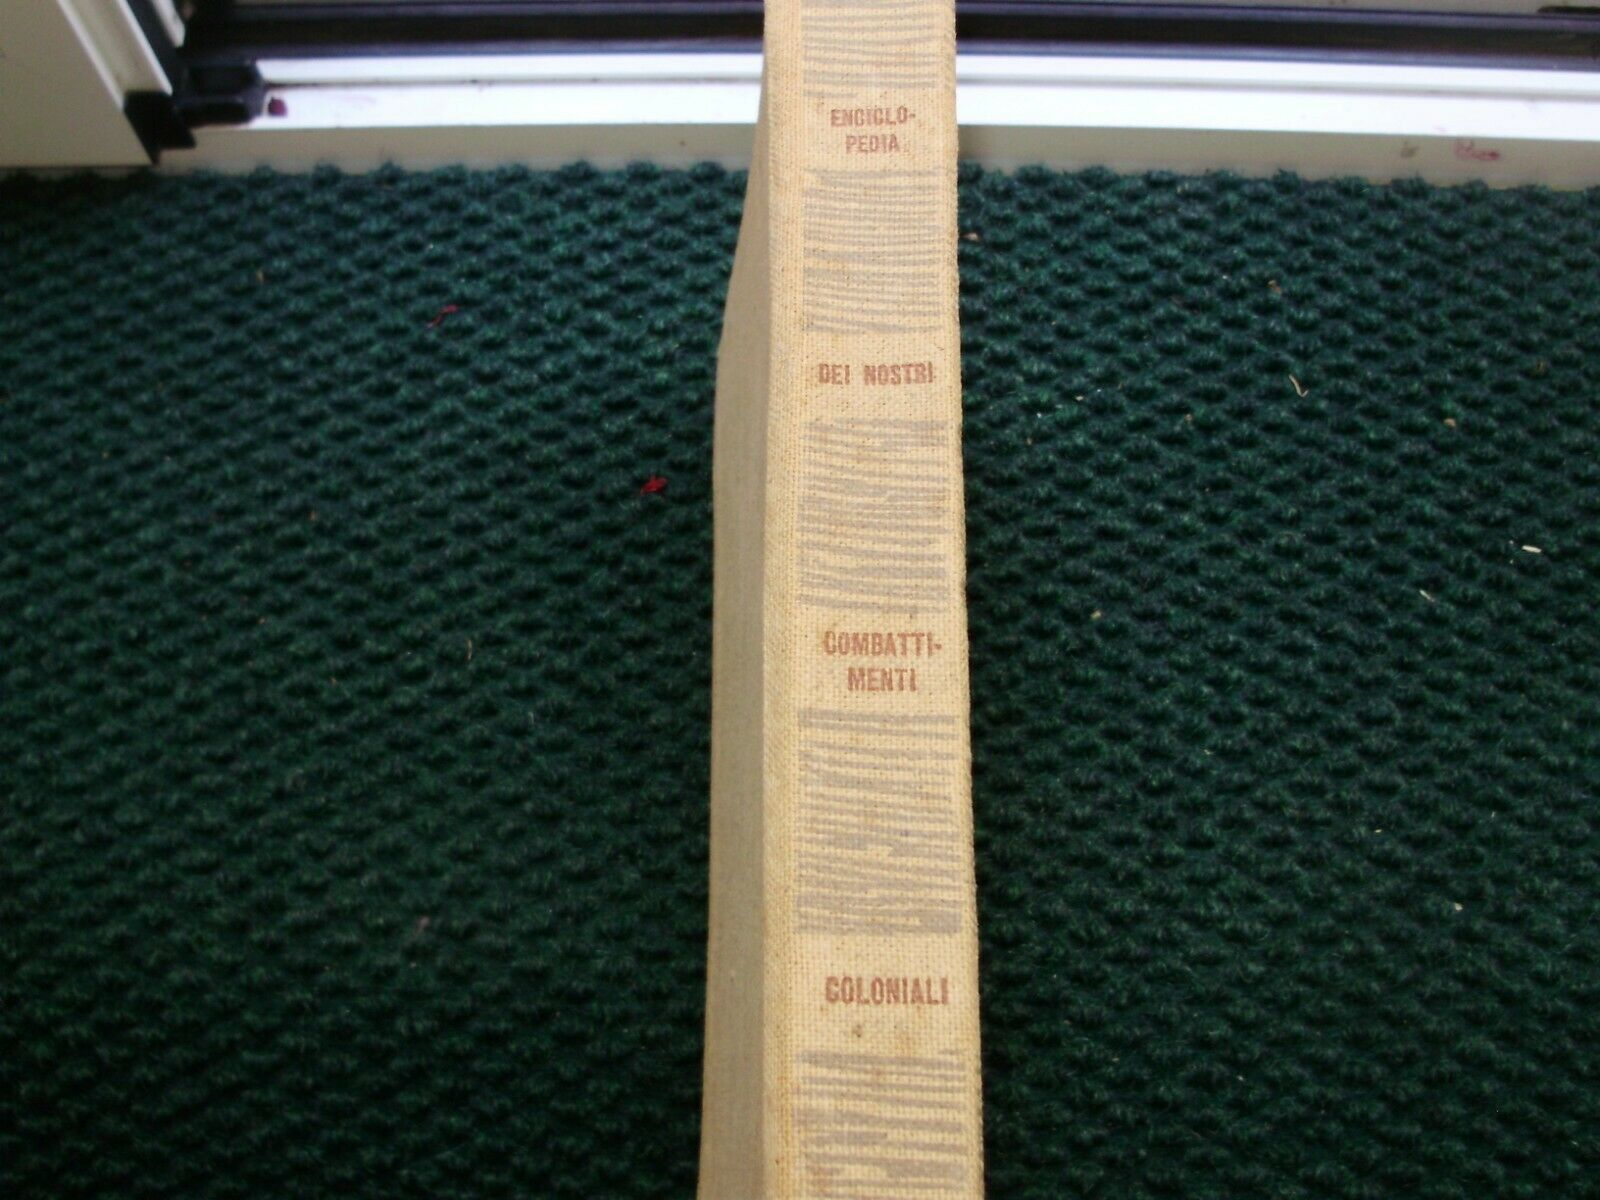 ENCICLO-
PEDIA
DEI NOSTRI
COMBATTI-
MENTI
COLONIALI